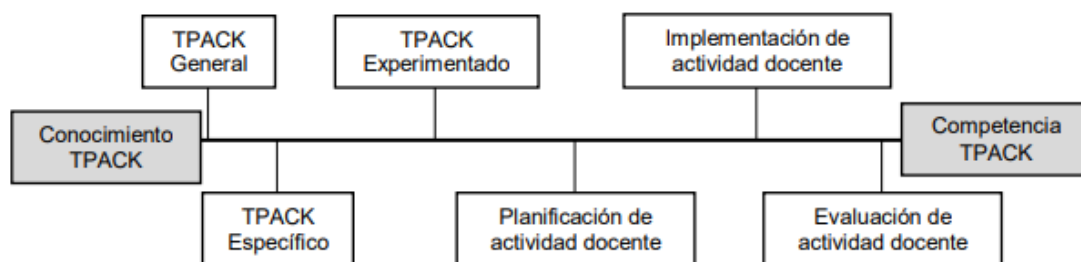 TPACK
General
TPACK
Experimentado
Implementación de
actividad docente
Conocimiento
TPACK
Competencia
TPACK
TPACK
Específico
Planificación de
actividad docente
Evaluación de
actividad docente